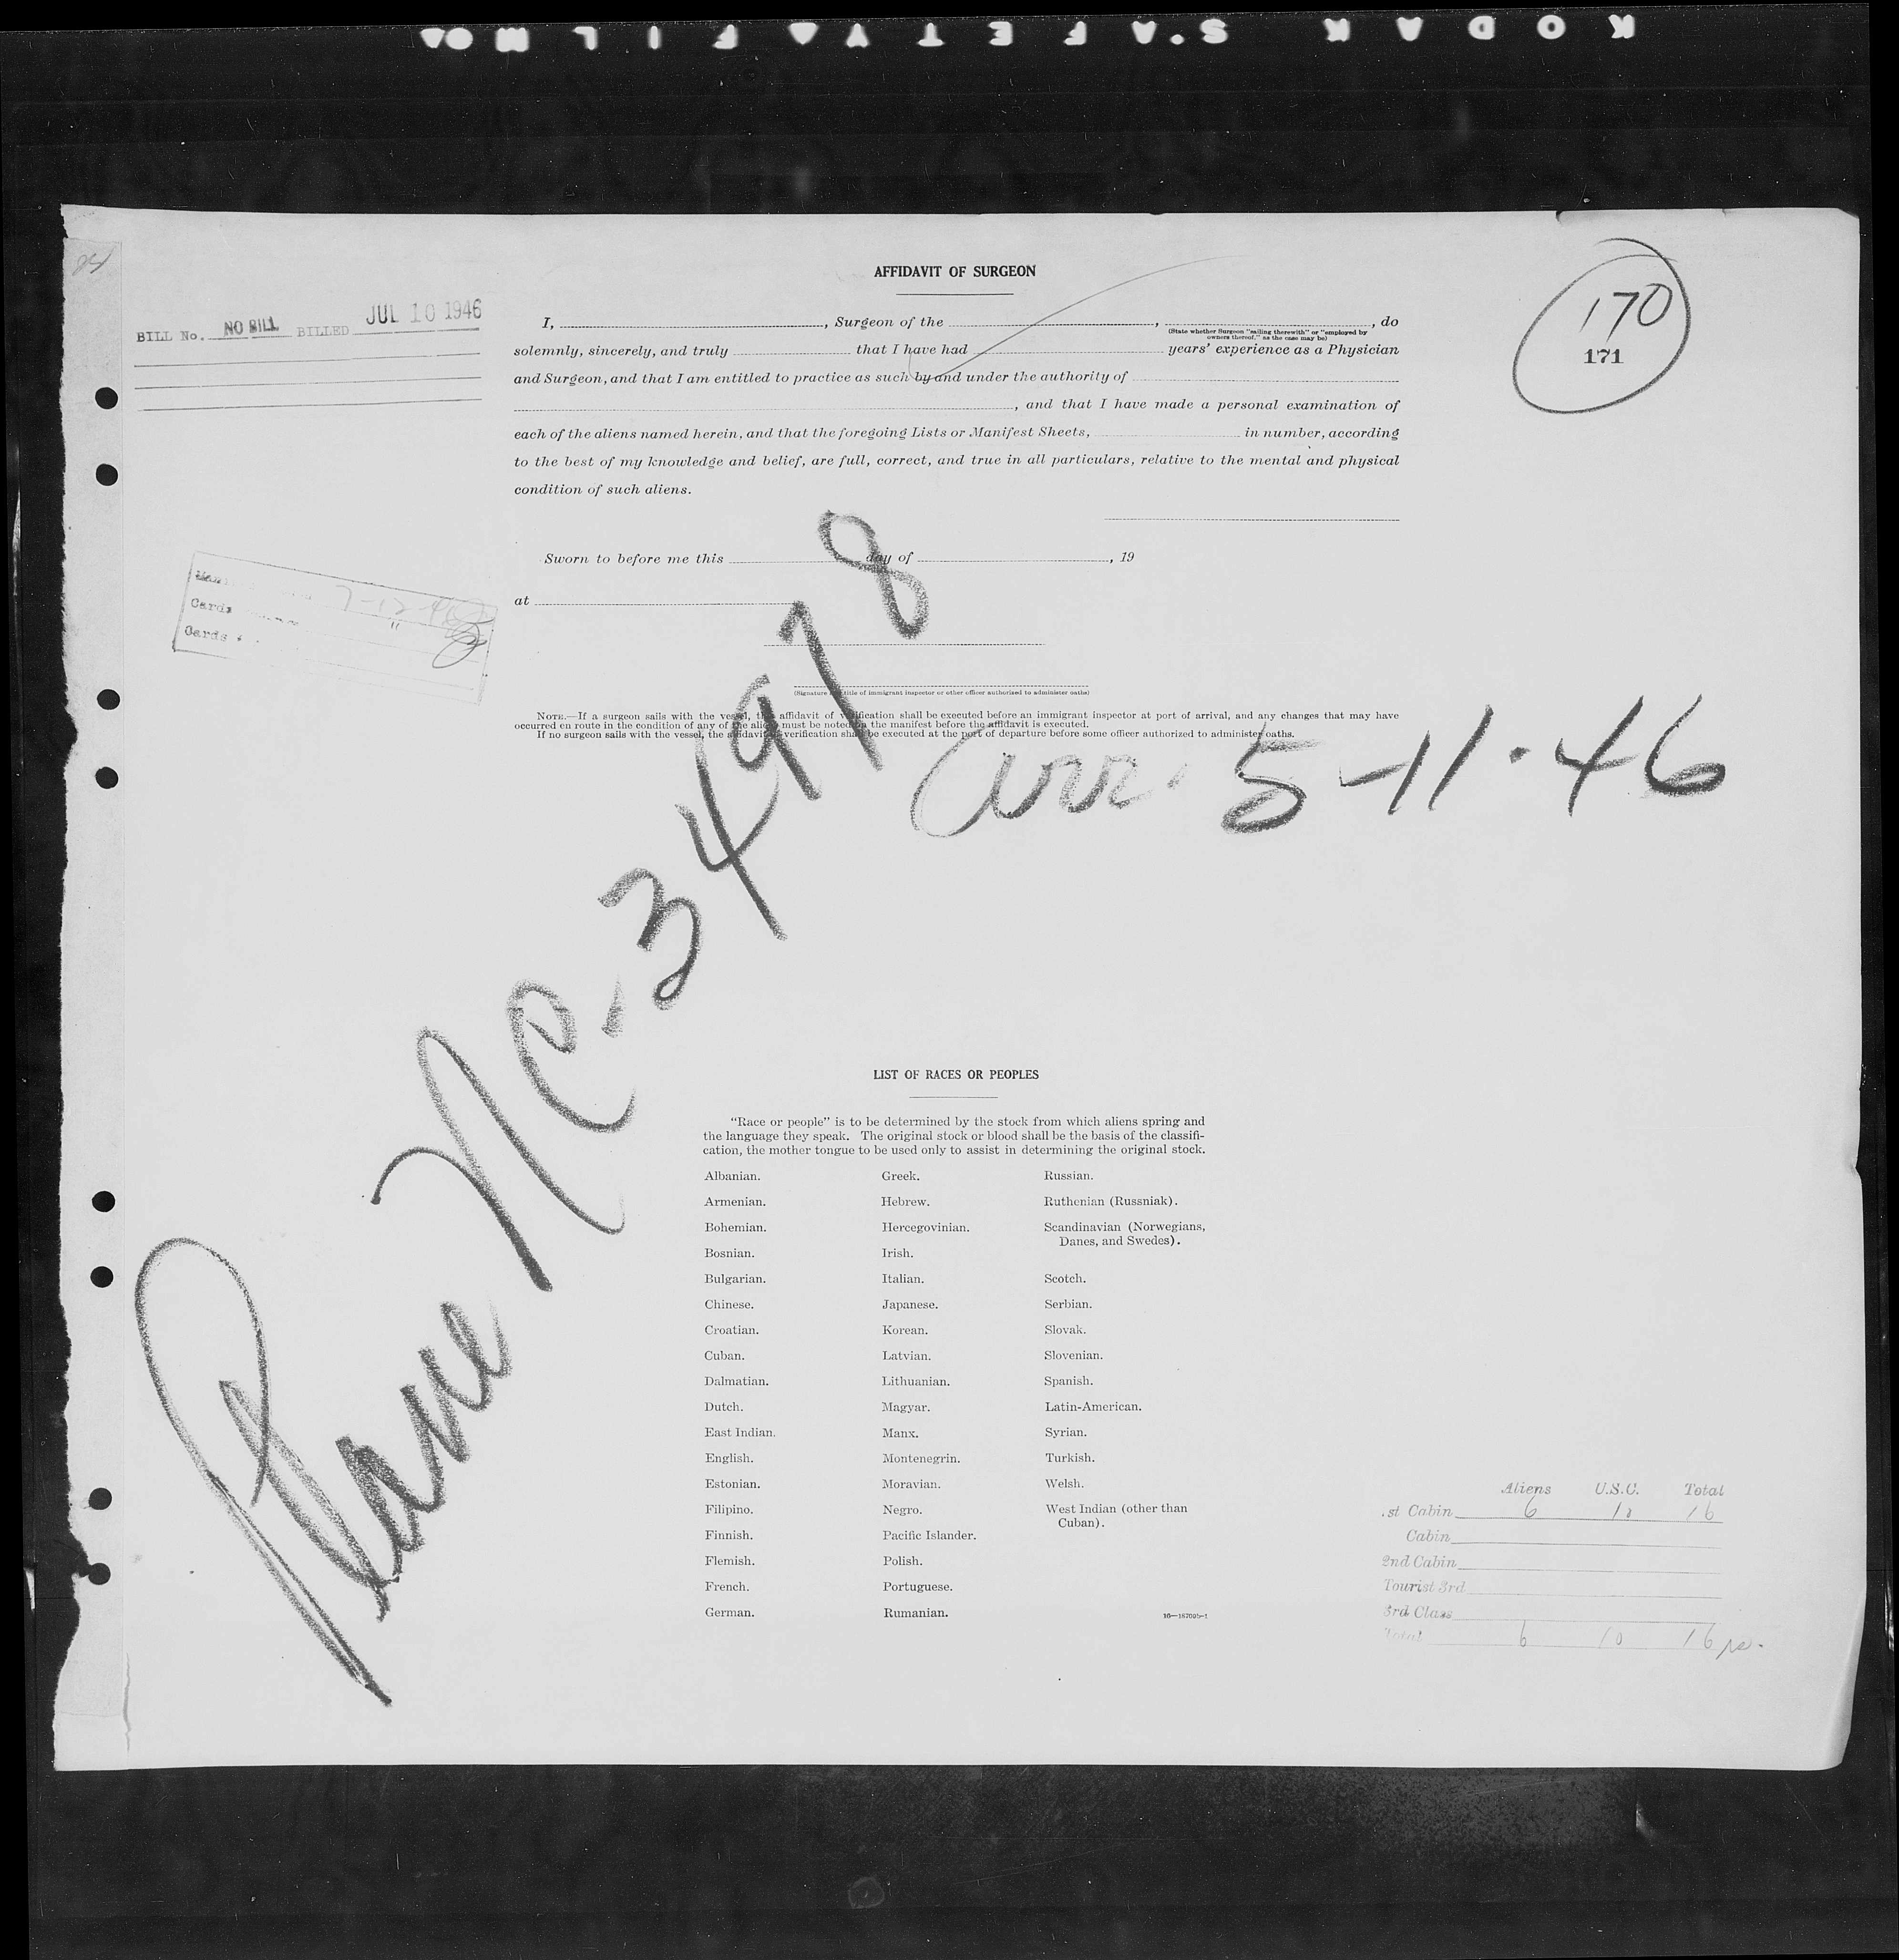 KODAK SAFETY FILM
24
AFFIDAVIT OF SURGEON
170
171
BILL No. NO BILL BILLED JUL 10 1946
I, , Surgeon of the , , do
(State whether Surgeon "sailing therewith" or "employed by
owners thereof," as the case may be)
solemnly, sincerely, and truly that I have had years' experience as a Physician
and Surgeon, and that I am entitled to practice as such by and under the authority of
, and that I have made a personal examination of
each of the aliens named herein, and that the foregoing Lists or Manifest Sheets, in number, according
to the best of my knowledge and belief, are full, correct, and true in all particulars, relative to the mental and physical
condition of such aliens.
Sworn to before me this day of , 19
at
7-12-46
Cards "
Cards
(Signature and title of immigrant inspector or other officer authorized to administer oaths)
NOTE.—If a surgeon sails with the vessel, the affidavit of verification shall be executed before an immigrant inspector at port of arrival, and any changes that may have
occurred en route in the condition of any of the aliens must be noted on the manifest before the affidavit is executed.
If no surgeon sails with the vessel, the affidavit of verification shall be executed at the port of departure before some officer authorized to administer oaths.
Arr. 5-11-46
Plane NC-34978
LIST OF RACES OR PEOPLES
"Race or people" is to be determined by the stock from which aliens spring and
the language they speak. The original stock or blood shall be the basis of the classifi-
cation, the mother tongue to be used only to assist in determining the original stock.
Albanian.
Armenian.
Bohemian.
Bosnian.
Bulgarian.
Chinese.
Croatian.
Cuban.
Dalmatian.
Dutch.
East Indian.
English.
Estonian.
Filipino.
Finnish.
Flemish.
French.
German.
Greek.
Hebrew.
Hercegovinian.
Irish.
Italian.
Japanese.
Korean.
Latvian.
Lithuanian.
Magyar.
Manx.
Montenegrin.
Moravian.
Negro.
Pacific Islander.
Polish.
Portuguese.
Rumanian.
Russian.
Ruthenian (Russniak).
Scandinavian (Norwegians,
Danes, and Swedes).
Scotch.
Serbian.
Slovak.
Slovenian.
Spanish.
Latin-American.
Syrian.
Turkish.
Welsh.
West Indian (other than
Cuban).
Aliens U.S.C. Total
st Cabin 6 10 16
Cabin
2nd Cabin
Tourist 3rd
3rd Class
Total 6 10 16